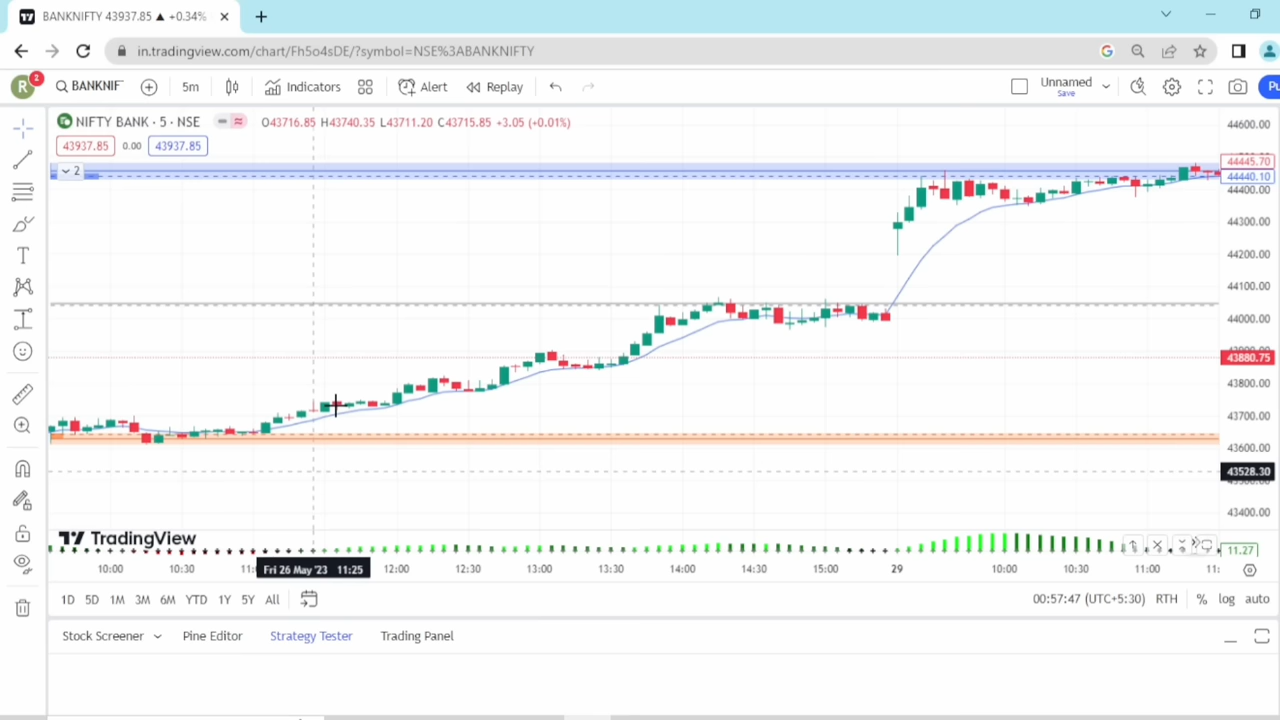 BANKNIFTY 43937.85 ▲ +0.34%
in.tradingview.com/chart/Fh5o4sDE/?symbol=NSE%3ABANKNIFTY
R 2 BANKNIF 5m Indicators Alert Replay Unnamed
Save
NIFTY BANK · 5 · NSE O43716.85 H43740.35 L43711.20 C43715.85 +3.05 (+0.01%)
43937.85 0.00 43937.85
2
44600.00
44445.70
44440.10
44400.00
44300.00
44200.00
44100.00
44000.00
43880.75
43800.00
43700.00
43600.00
43528.30
43400.00
TradingView
11.27
10:00 10:30 Fri 26 May '23 11:25 12:00 12:30 13:00 13:30 14:00 14:30 15:00 29 10:00 10:30 11:00
1D 5D 1M 3M 6M YTD 1Y 5Y All 00:57:47 (UTC+5:30) RTH % log auto
Stock Screener Pine Editor Strategy Tester Trading Panel